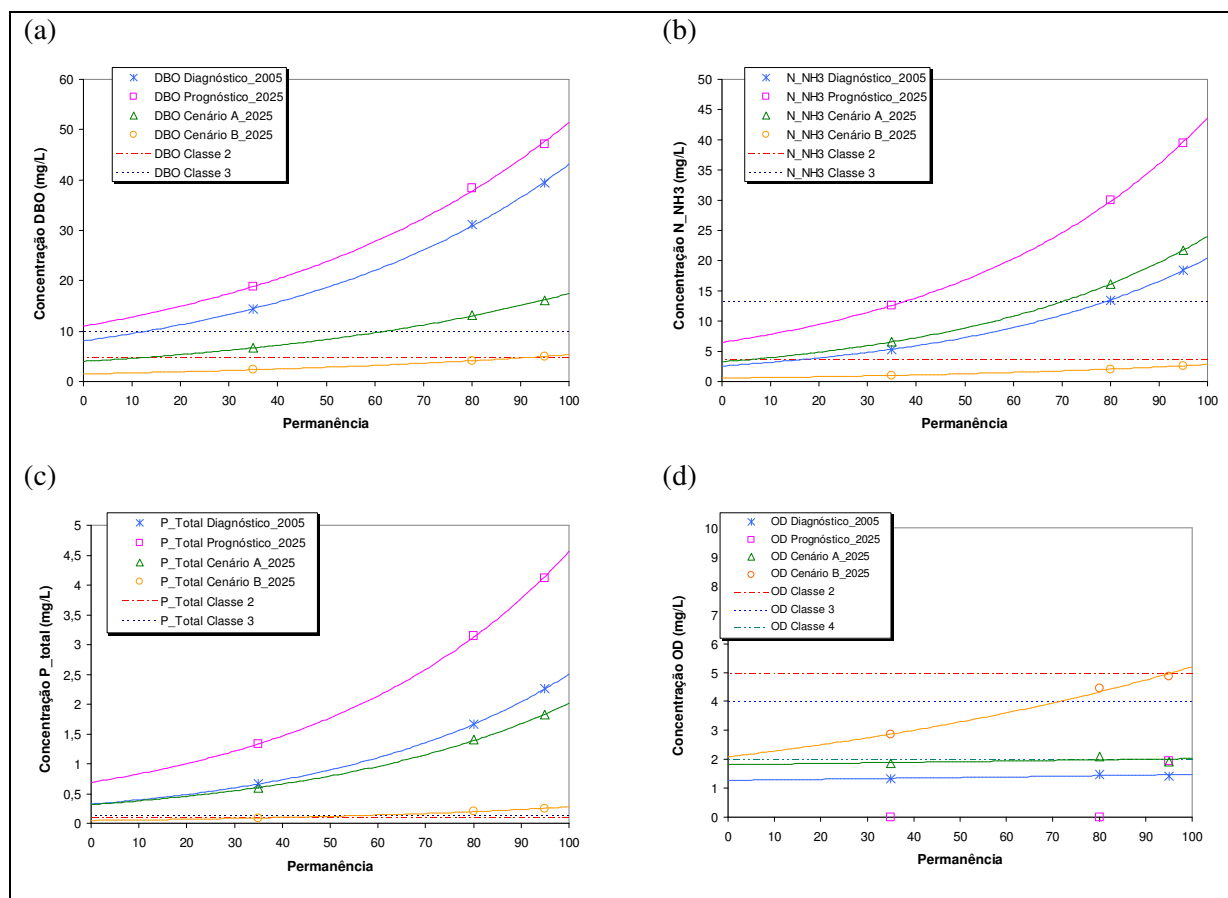 (a)
DBO Diagnóstico_2005
DBO Prognóstico_2025
DBO Cenário A_2025
DBO Cenário B_2025
DBO Classe 2
DBO Classe 3
Concentração DBO (mg/L)
60
50
40
30
20
10
0
0 10 20 30 40 50 60 70 80 90 100
Permanência
(b)
N_NH3 Diagnóstico_2005
N_NH3 Prognóstico_2025
N_NH3 Cenário A_2025
N_NH3 Cenário B_2025
N_NH3 Classe 2
N_NH3 Classe 3
Concentração N_NH3 (mg/L)
50
45
40
35
30
25
20
15
10
5
0
0 10 20 30 40 50 60 70 80 90 100
Permanência
(c)
P_Total Diagnóstico_2005
P_Total Prognóstico_2025
P_Total Cenário A_2025
P_Total Cenário B_2025
P_Total Classe 2
P_Total Classe 3
Concentração P_total (mg/L)
5
4,5
4
3,5
3
2,5
2
1,5
1
0,5
0
0 10 20 30 40 50 60 70 80 90 100
Permanência
(d)
OD Diagnóstico_2005
OD Prognóstico_2025
OD Cenário A_2025
OD Cenário B_2025
OD Classe 2
OD Classe 3
OD Classe 4
Concentração OD (mg/L)
10
9
8
7
6
5
4
3
2
1
0
0 10 20 30 40 50 60 70 80 90 100
Permanência